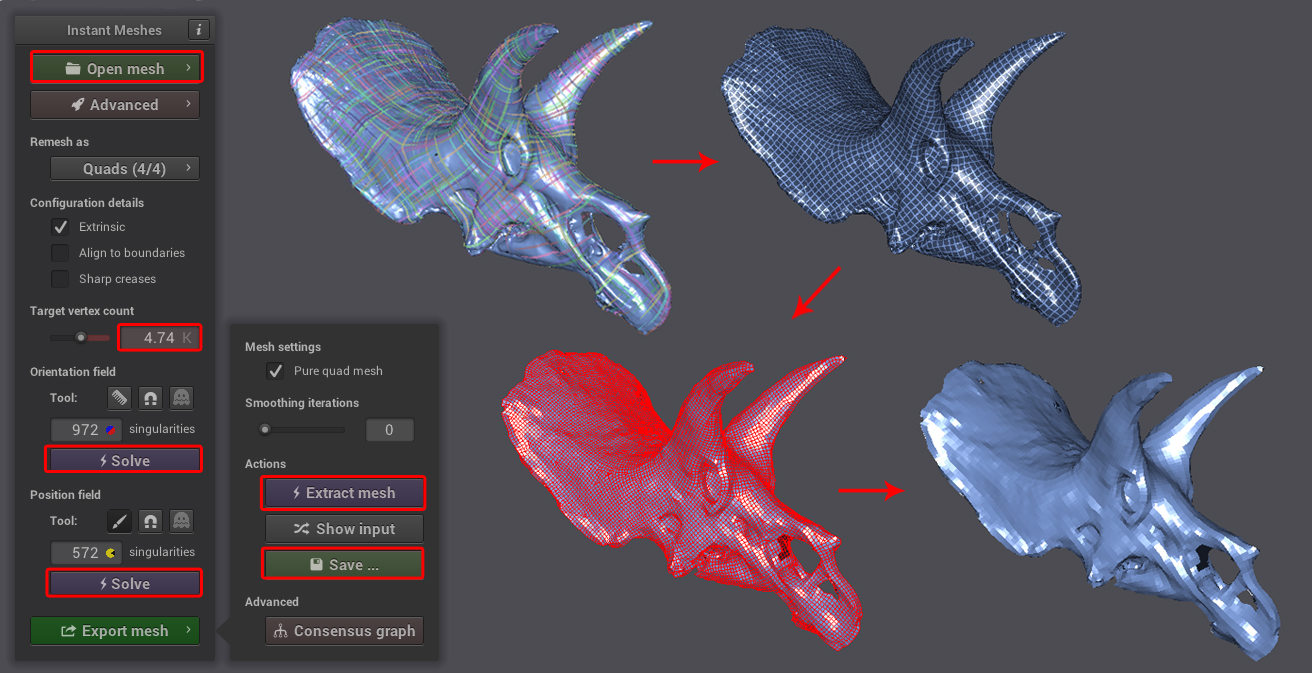 Instant Meshes i
Open mesh
Advanced
Remesh as
Quads (4/4)
Configuration details
Extrinsic
Align to boundaries
Sharp creases
Target vertex count
4.74 K
Orientation field
Tool:
972 singularities
Solve
Position field
Tool:
572 singularities
Solve
Export mesh
Mesh settings
Pure quad mesh
Smoothing iterations
0
Actions
Extract mesh
Show input
Save ...
Advanced
Consensus graph